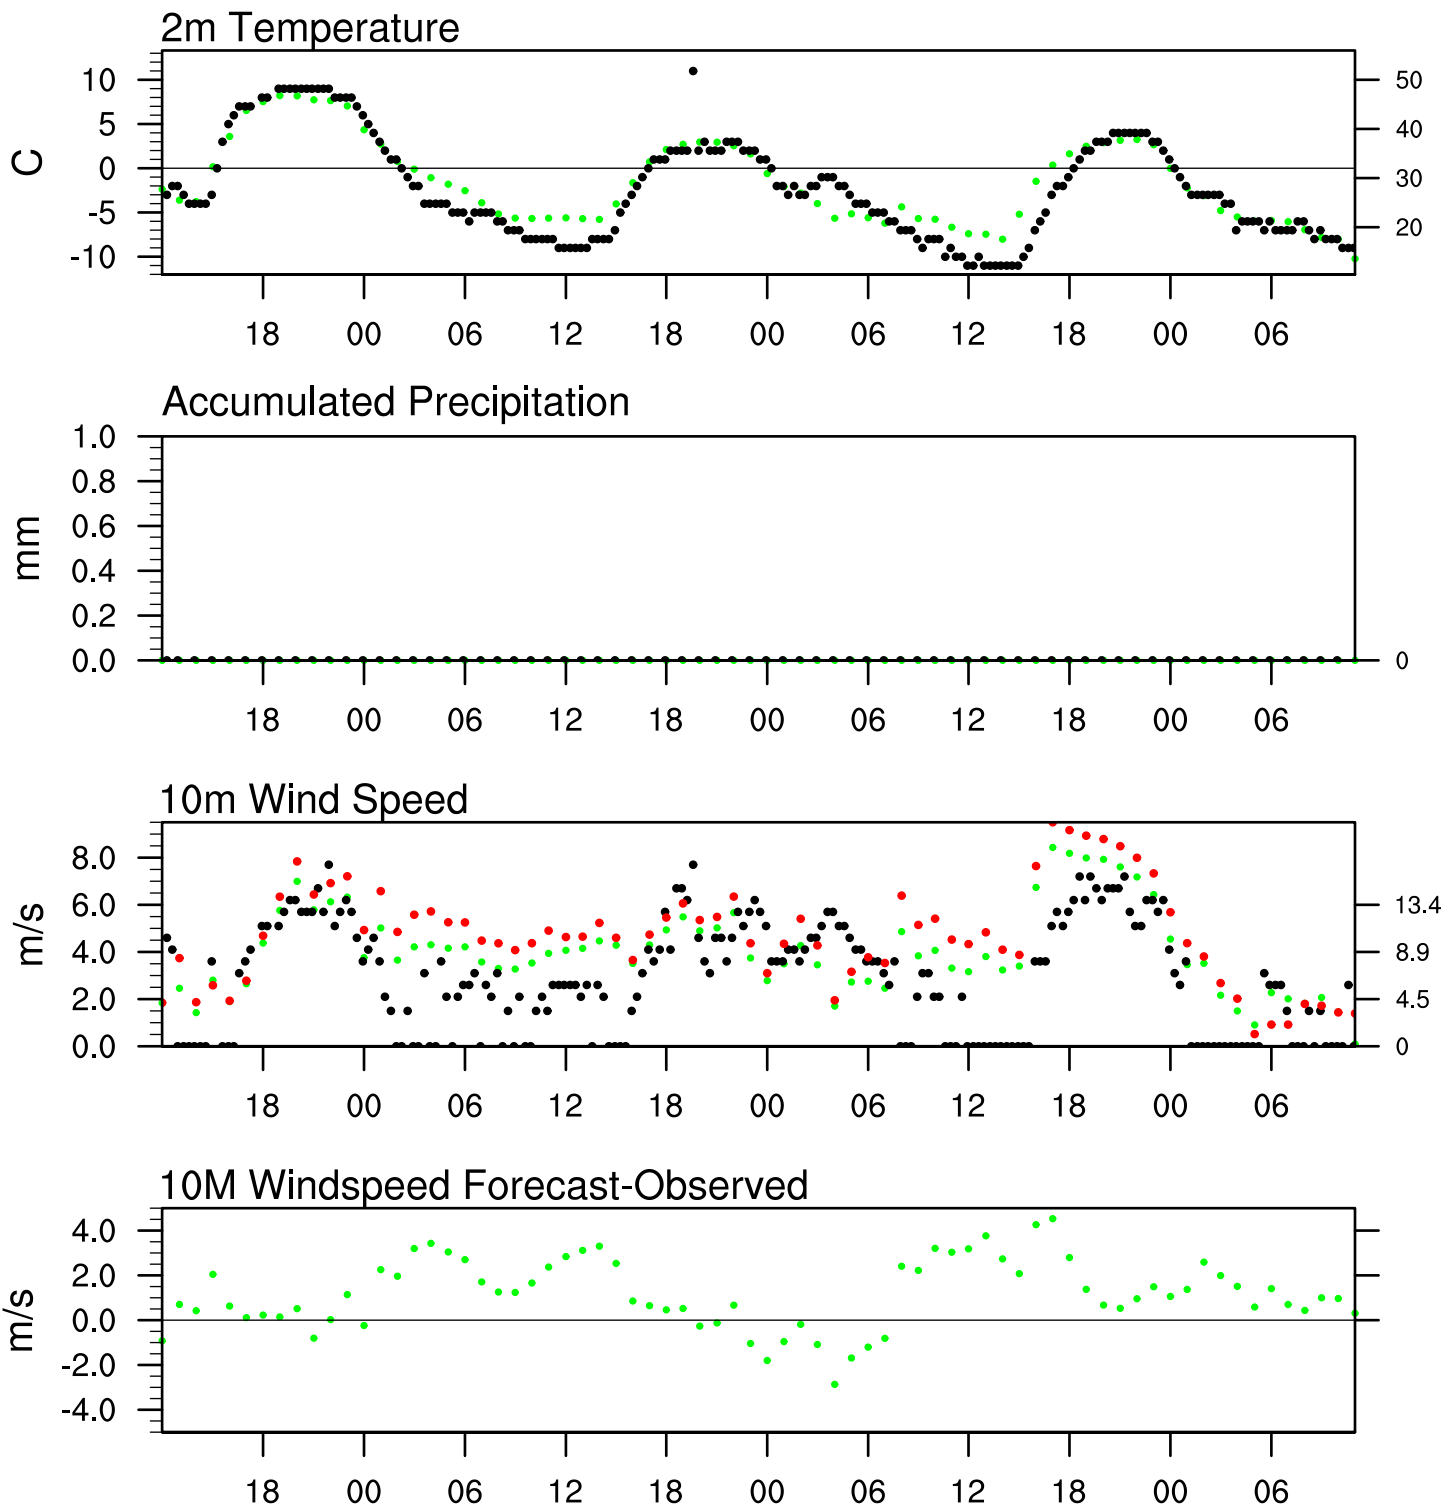 2m Temperature
10
5
0
-5
-10
C
50
40
30
20
18 00 06 12 18 00 06 12 18 00 06
Accumulated Precipitation
1.0
0.8
0.6
0.4
0.2
0.0
mm
0
18 00 06 12 18 00 06 12 18 00 06
10m Wind Speed
8.0
6.0
4.0
2.0
0.0
m/s
13.4
8.9
4.5
0
18 00 06 12 18 00 06 12 18 00 06
10M Windspeed Forecast-Observed
4.0
2.0
0.0
-2.0
-4.0
m/s
18 00 06 12 18 00 06 12 18 00 06